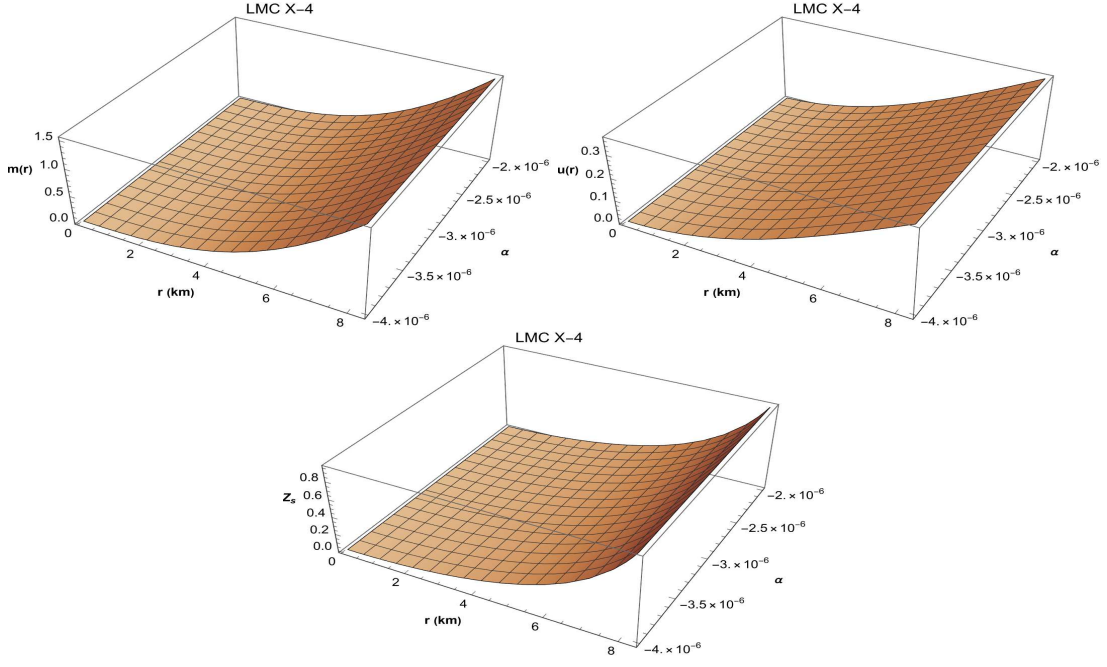 LMC X-4
1.5
1.0
m(r)
0.5
0.0
0
2
4
6
8
r (km)
-2. × 10⁻⁶
-2.5 × 10⁻⁶
-3. × 10⁻⁶
-3.5 × 10⁻⁶
-4. × 10⁻⁶
α
LMC X-4
0.3
0.2
u(r)
0.1
0.0
0
2
4
6
8
r (km)
-2. × 10⁻⁶
-2.5 × 10⁻⁶
-3. × 10⁻⁶
-3.5 × 10⁻⁶
-4. × 10⁻⁶
α
LMC X-4
0.8
0.6
Zₛ
0.4
0.2
0.0
0
2
4
6
8
r (km)
-2. × 10⁻⁶
-2.5 × 10⁻⁶
-3. × 10⁻⁶
-3.5 × 10⁻⁶
-4. × 10⁻⁶
α